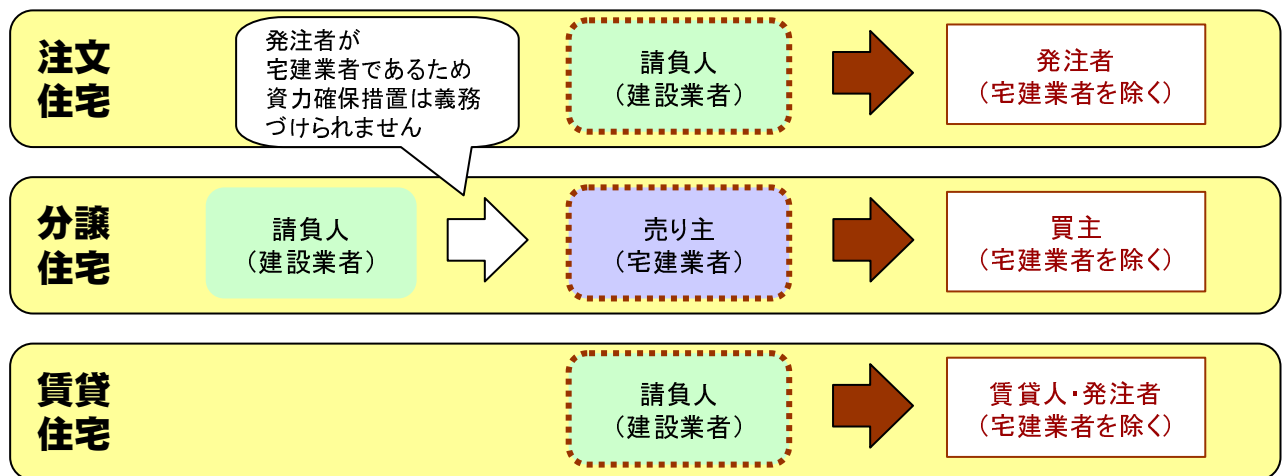 注文
住宅
発注者が
宅建業者であるため
資力確保措置は義務
づけられません
請負人
（建設業者）
発注者
（宅建業者を除く）
分譲
住宅
請負人
（建設業者）
売り主
（宅建業者）
買主
（宅建業者を除く）
賃貸
住宅
請負人
（建設業者）
賃貸人・発注者
（宅建業者を除く）